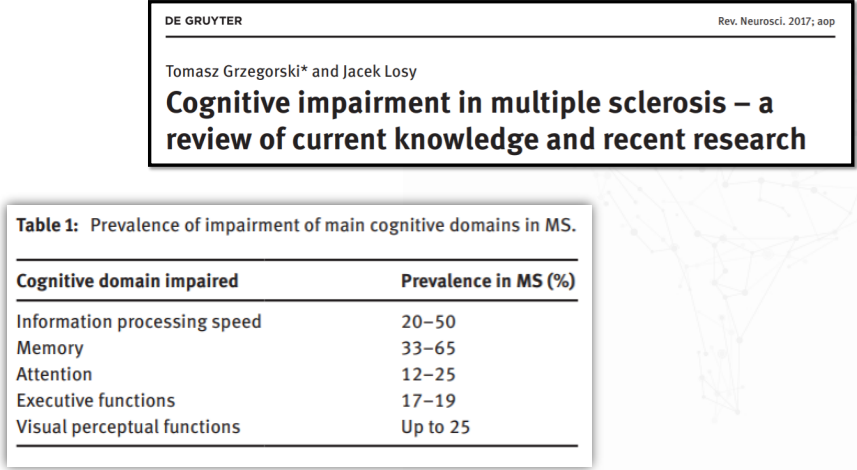 DE GRUYTER Rev. Neurosci. 2017; aop
Tomasz Grzegorski* and Jacek Losy
Cognitive impairment in multiple sclerosis – a
review of current knowledge and recent research
Table 1: Prevalence of impairment of main cognitive domains in MS.
Cognitive domain impaired Prevalence in MS (%)
Information processing speed 20–50
Memory 33–65
Attention 12–25
Executive functions 17–19
Visual perceptual functions Up to 25